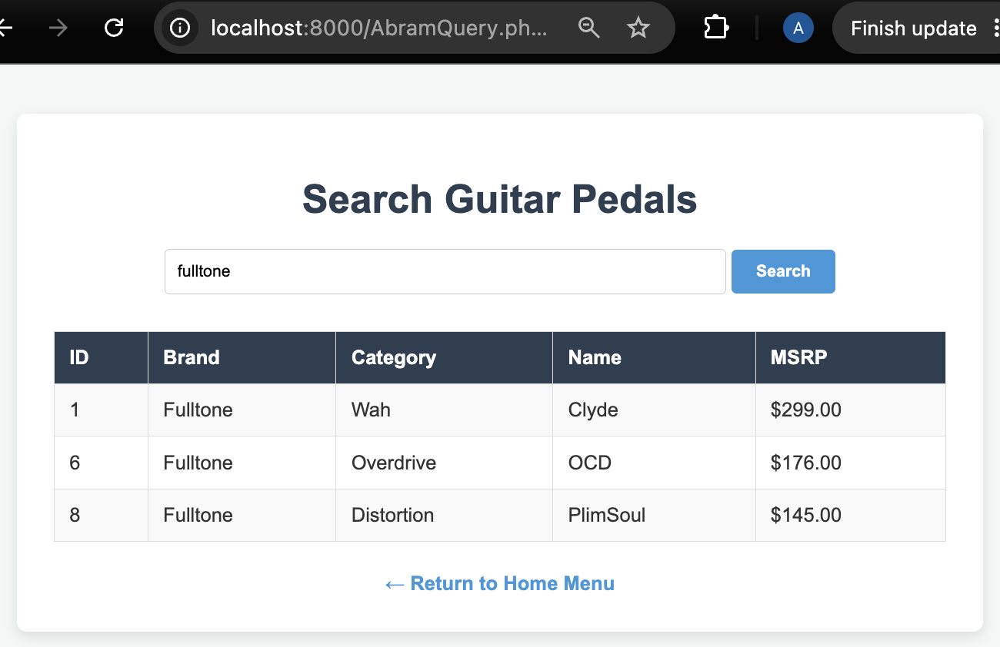 localhost:8000/AbramQuery.ph...
A
Finish update
Search Guitar Pedals
fulltone
Search
ID Brand Category Name MSRP
1 Fulltone Wah Clyde $299.00
6 Fulltone Overdrive OCD $176.00
8 Fulltone Distortion PlimSoul $145.00
← Return to Home Menu